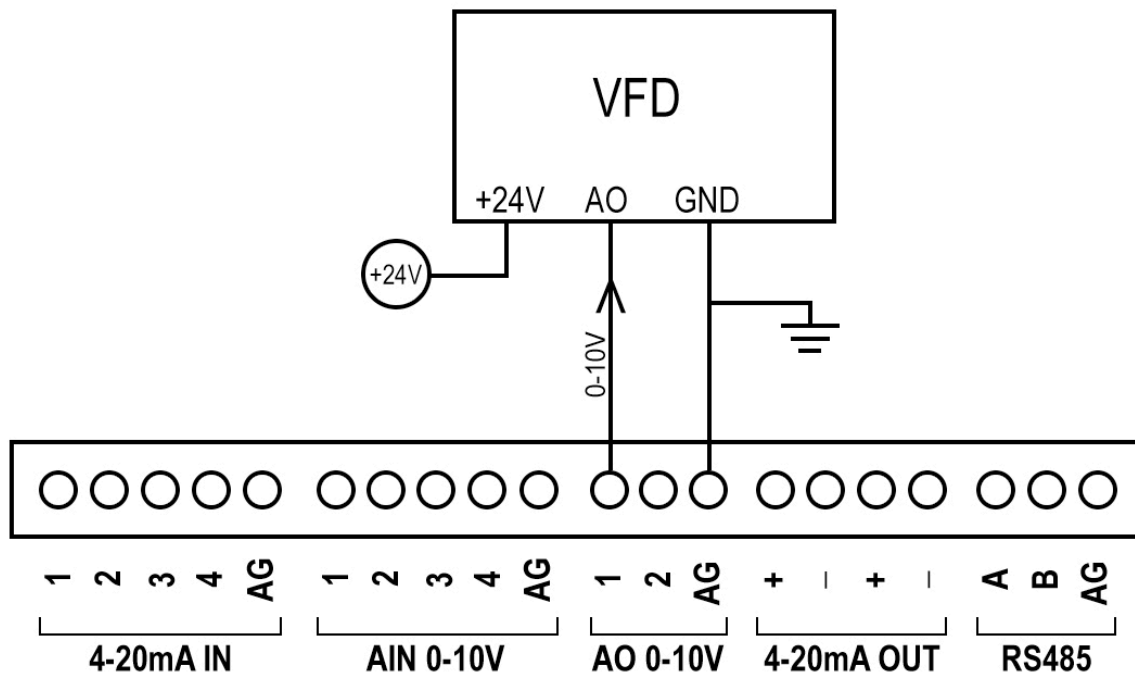 VFD
+24V AO GND
+24V
0-10V
1 2 3 4 AG 1 2 3 4 AG 1 2 AG + – + – A B AG
4-20mA IN AIN 0-10V AO 0-10V 4-20mA OUT RS485